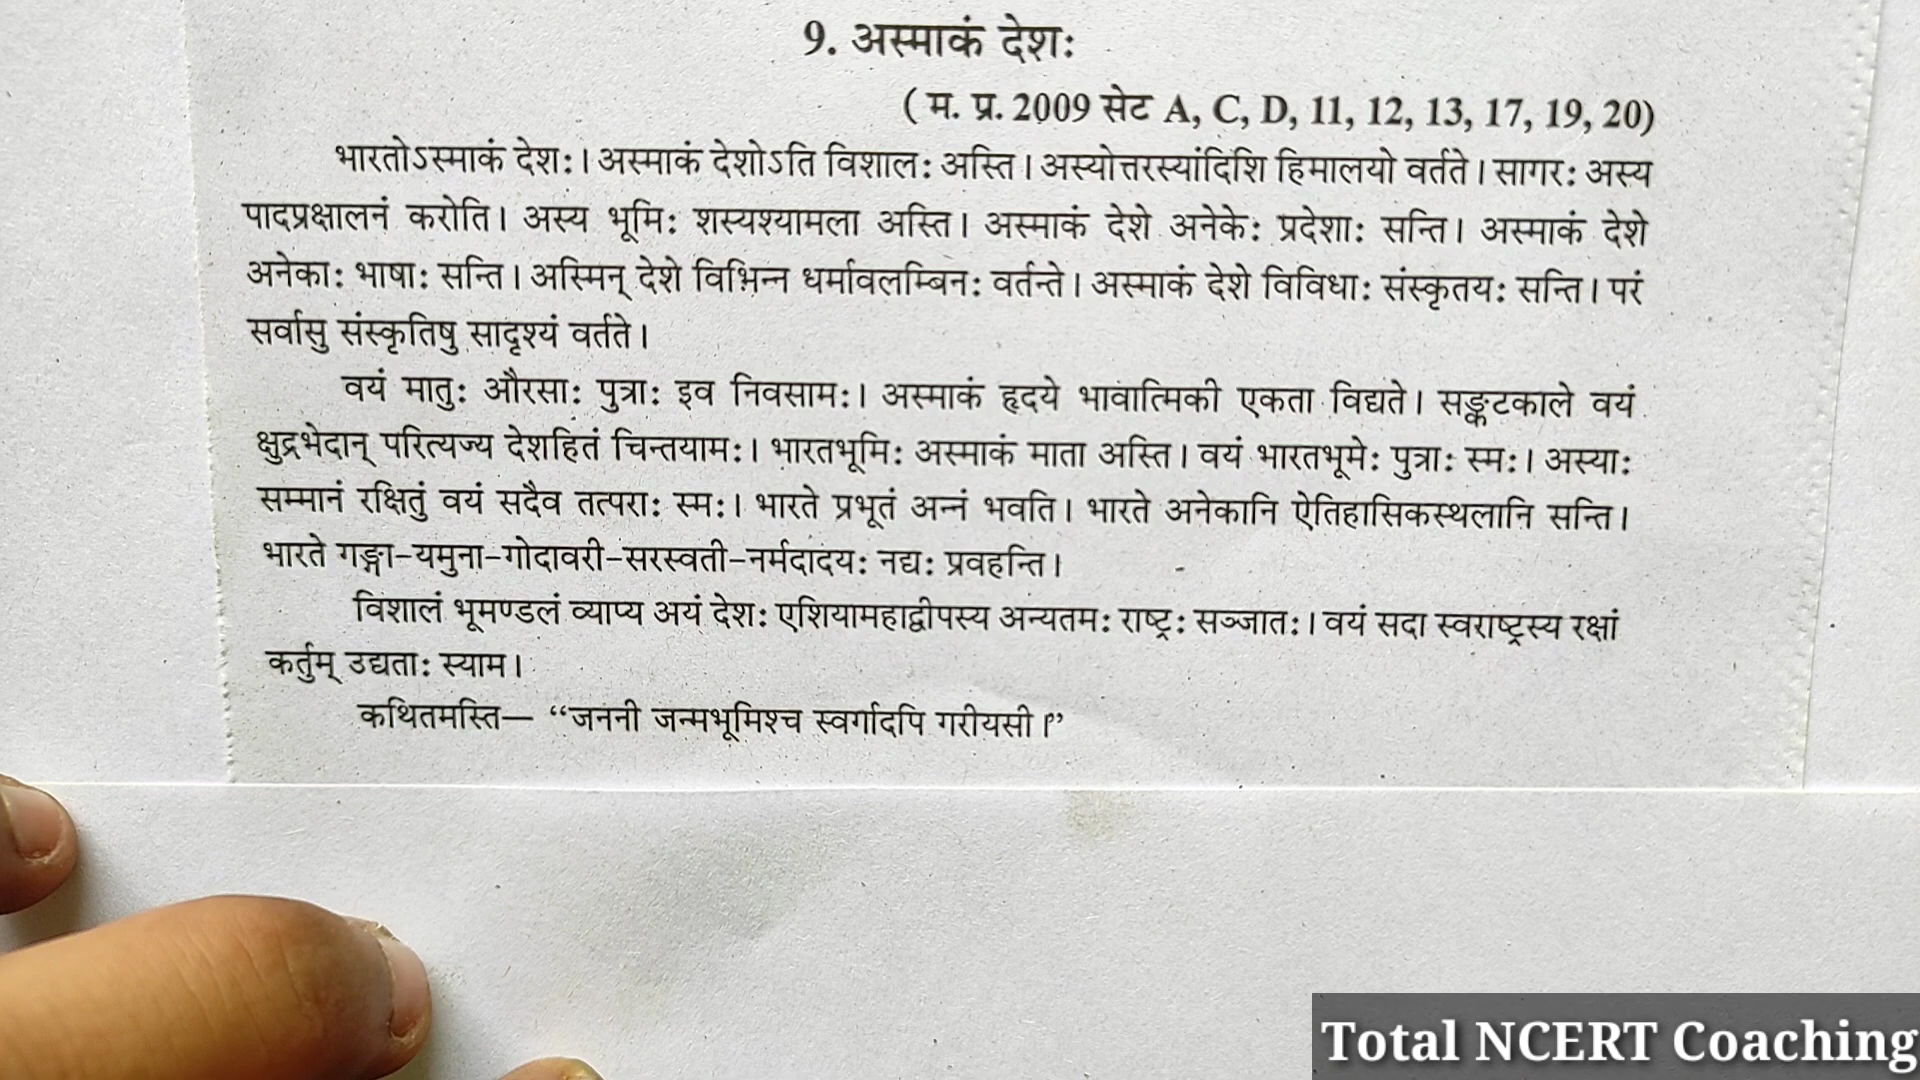 9. अस्माकं देशः
( म. प्र. 2009 सेट A, C, D, 11, 12, 13, 17, 19, 20)
भारतोऽस्माकं देशः। अस्माकं देशोऽति विशालः अस्ति। अस्योत्तरस्यांदिशि हिमालयो वर्तते। सागरः अस्य
पादप्रक्षालनं करोति। अस्य भूमिः शस्यश्यामला अस्ति। अस्माकं देशे अनेकेः प्रदेशाः सन्ति। अस्माकं देशे
अनेकाः भाषाः सन्ति। अस्मिन् देशे विभिन्न धर्मावलम्बिनः वर्तन्ते। अस्माकं देशे विविधाः संस्कृतयः सन्ति। परं
सर्वासु संस्कृतिषु सादृश्यं वर्तते।
वयं मातुः औरसाः पुत्राः इव निवसामः। अस्माकं हृदये भावात्मिकी एकता विद्यते। सङ्कटकाले वयं
क्षुद्रभेदान् परित्यज्य देशहितं चिन्तयामः। भारतभूमिः अस्माकं माता अस्ति। वयं भारतभूमेः पुत्राः स्मः। अस्याः
सम्मानं रक्षितुं वयं सदैव तत्पराः स्मः। भारते प्रभूतं अन्नं भवति। भारते अनेकानि ऐतिहासिकस्थलानि सन्ति।
भारते गङ्गा-यमुना-गोदावरी-सरस्वती-नर्मदादयः नद्यः प्रवहन्ति।
विशालं भूमण्डलं व्याप्य अयं देशः एशियामहाद्वीपस्य अन्यतमः राष्ट्रः सञ्जातः। वयं सदा स्वराष्ट्रस्य रक्षां
कर्तुम् उद्यताः स्याम।
कथितमस्ति— “जननी जन्मभूमिश्च स्वर्गादपि गरीयसी।”
Total NCERT Coaching